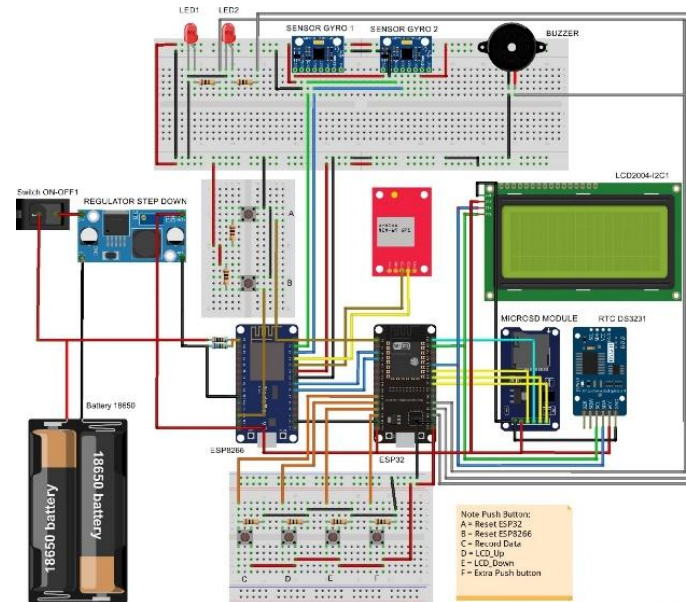 LED1
LED2
SENSOR GYRO 1
SENSOR GYRO 2
BUZZER
Switch ON-OFF1
REGULATOR STEP DOWN
LCD2004-I2C1
A
B
MICROSD MODULE
RTC DS3231
Battery 18650
18650 battery
18650 battery
ESP8266
ESP32
C
D
E
F
Note Push Button:
A = Reset ESP32
B = Reset ESP8266
C = Record Data
D = LCD_Up
E = LCD_Down
F = Extra Push button